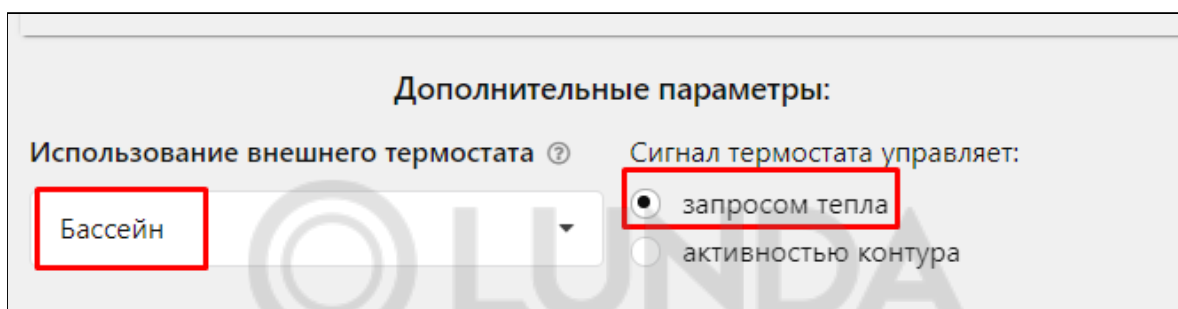 Дополнительные параметры:
Использование внешнего термостата ?
Сигнал термостата управляет:
Бассейн
запросом тепла
активностью контура
LUNDA